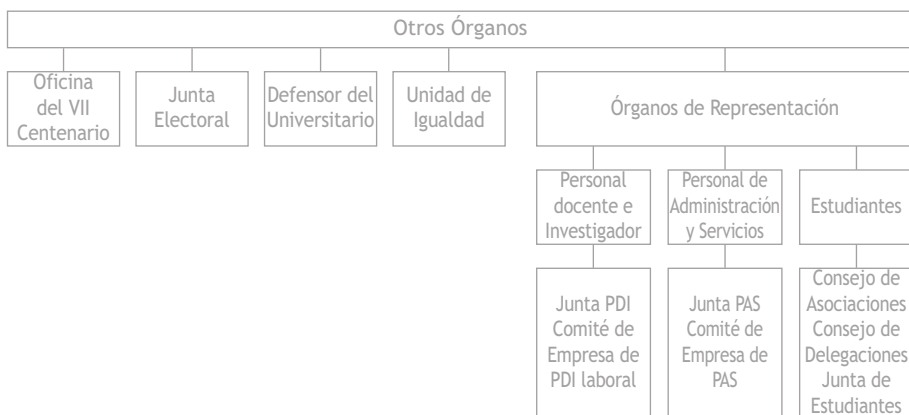 Otros Órganos
Oficina
del VII
Centenario
Junta
Electoral
Defensor del
Universitario
Unidad de
Igualdad
Órganos de Representación
Personal
docente e
Investigador
Personal de
Administración
y Servicios
Estudiantes
Junta PDI
Comité de
Empresa de
PDI laboral
Junta PAS
Comité de
Empresa de
PAS
Consejo de
Asociaciones
Consejo de
Delegaciones
Junta de
Estudiantes